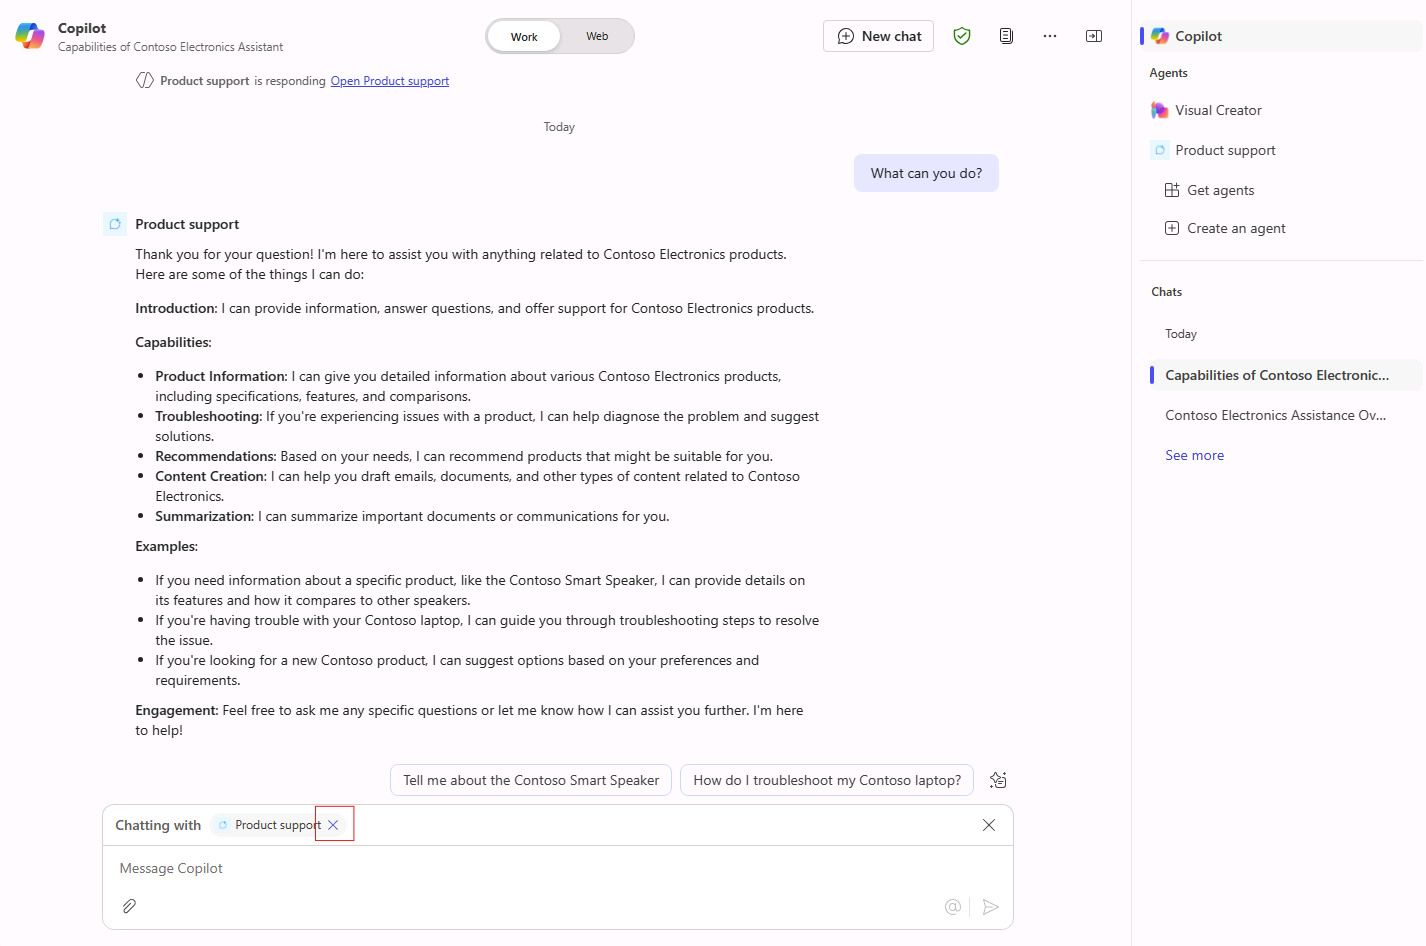 Copilot
Capabilities of Contoso Electronics Assistant
Work
Web
New chat
Product support is responding Open Product support
Today
What can you do?
Product support
Thank you for your question! I'm here to assist you with anything related to Contoso Electronics products.
Here are some of the things I can do:
Introduction: I can provide information, answer questions, and offer support for Contoso Electronics products.
Capabilities:
• Product Information: I can give you detailed information about various Contoso Electronics products,
including specifications, features, and comparisons.
• Troubleshooting: If you're experiencing issues with a product, I can help diagnose the problem and suggest
solutions.
• Recommendations: Based on your needs, I can recommend products that might be suitable for you.
• Content Creation: I can help you draft emails, documents, and other types of content related to Contoso
Electronics.
• Summarization: I can summarize important documents or communications for you.
Examples:
• If you need information about a specific product, like the Contoso Smart Speaker, I can provide details on
its features and how it compares to other speakers.
• If you're having trouble with your Contoso laptop, I can guide you through troubleshooting steps to resolve
the issue.
• If you're looking for a new Contoso product, I can suggest options based on your preferences and
requirements.
Engagement: Feel free to ask me any specific questions or let me know how I can assist you further. I'm here
to help!
Tell me about the Contoso Smart Speaker
How do I troubleshoot my Contoso laptop?
Chatting with Product support
Message Copilot
Copilot
Agents
Visual Creator
Product support
Get agents
Create an agent
Chats
Today
Capabilities of Contoso Electronic...
Contoso Electronics Assistance Ov...
See more